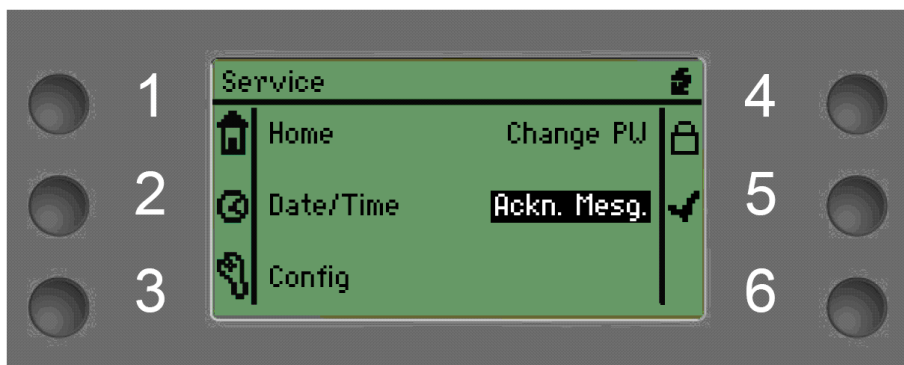 Service
1 Home Change PW 4
2 Date/Time Ackn. Mesg. 5
3 Config 6